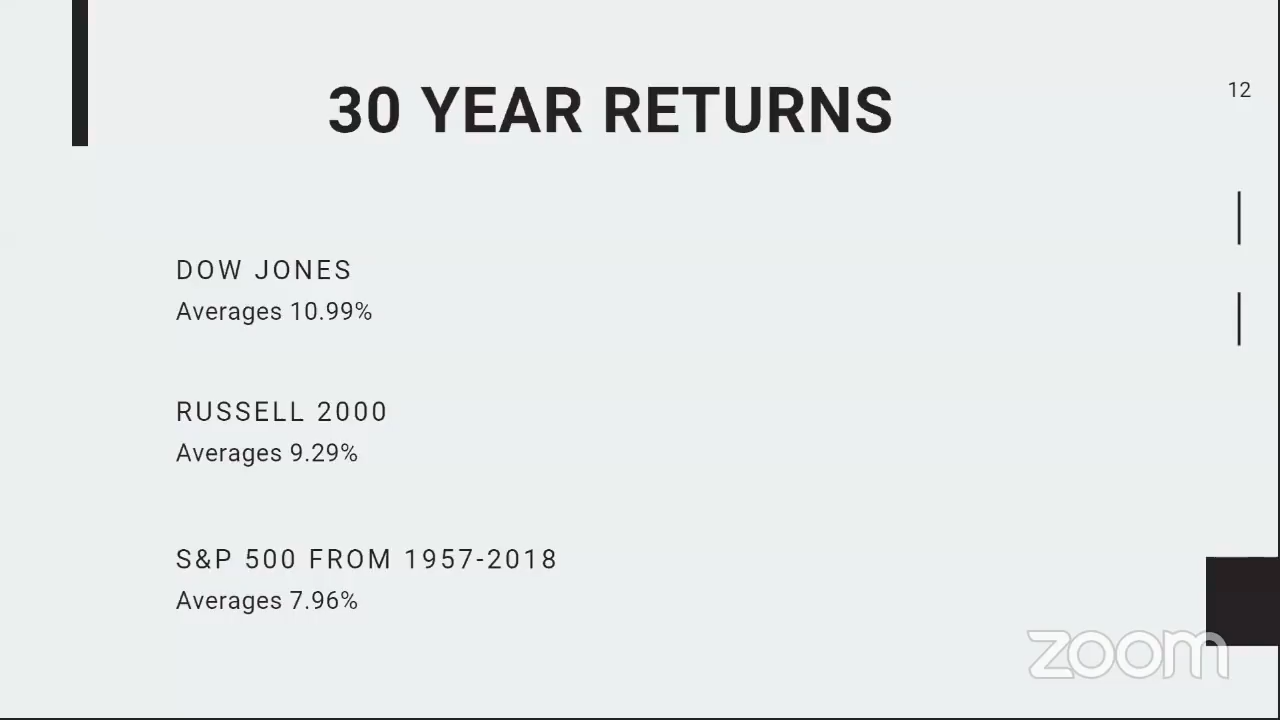 30 YEAR RETURNS
12
DOW JONES
Averages 10.99%
RUSSELL 2000
Averages 9.29%
S&P 500 FROM 1957-2018
Averages 7.96%
zoom